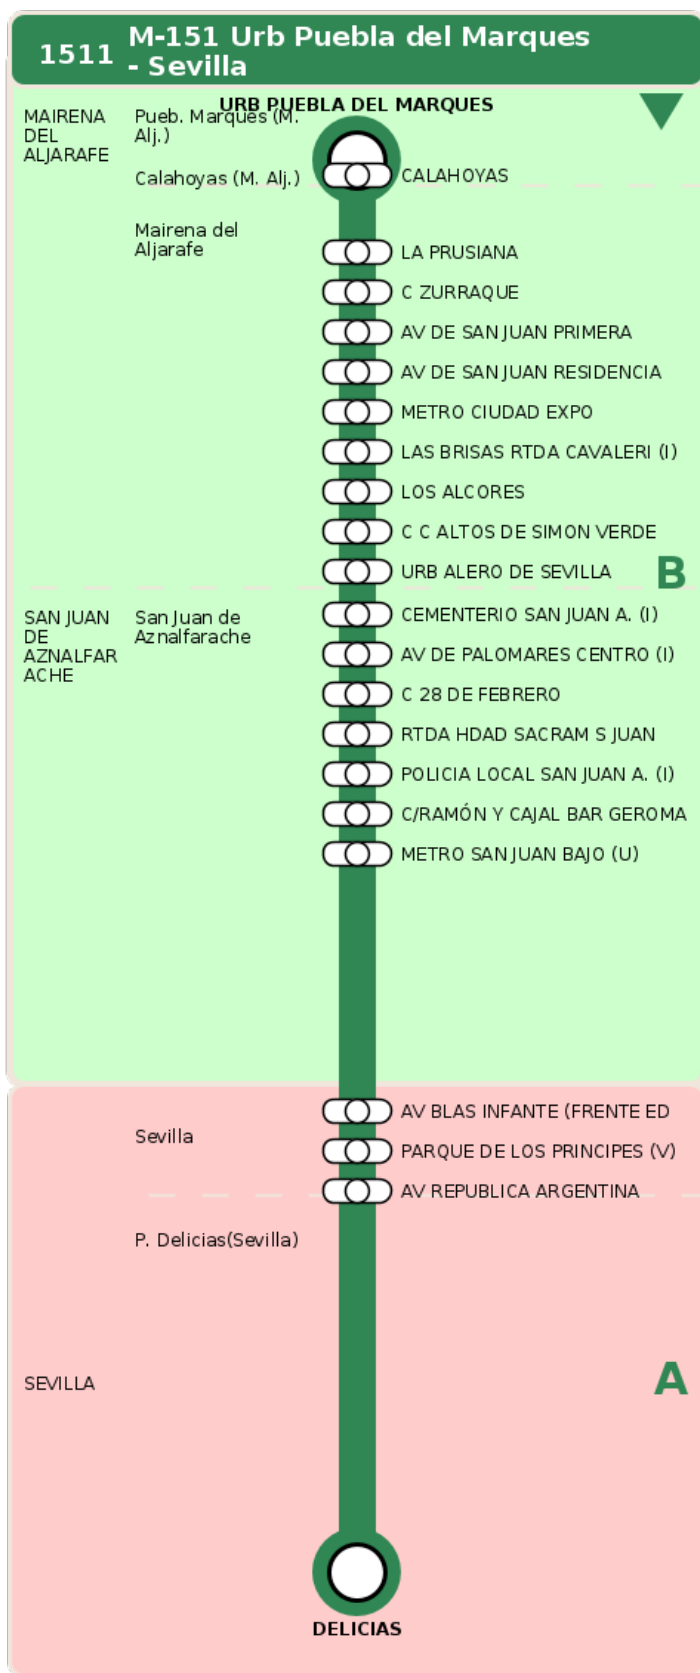 1511
M-151 Urb Puebla del Marques
- Sevilla
URB PUEBLA DEL MARQUES
MAIRENA
DEL
ALJARAFE
Pueb. Marques (M.
Alj.)
Calahoyas (M. Alj.)
CALAHOYAS
Mairena del
Aljarafe
LA PRUSIANA
C ZURRAQUE
AV DE SAN JUAN PRIMERA
AV DE SAN JUAN RESIDENCIA
METRO CIUDAD EXPO
LAS BRISAS RTDA CAVALERI (I)
LOS ALCORES
C C ALTOS DE SIMON VERDE
URB ALERO DE SEVILLA
B
SAN JUAN
DE
AZNALFAR
ACHE
San Juan de
Aznalfarache
CEMENTERIO SAN JUAN A. (I)
AV DE PALOMARES CENTRO (I)
C 28 DE FEBRERO
RTDA HDAD SACRAM S JUAN
POLICIA LOCAL SAN JUAN A. (I)
C/RAMÓN Y CAJAL BAR GEROMA
METRO SAN JUAN BAJO (U)
AV BLAS INFANTE (FRENTE ED
Sevilla
PARQUE DE LOS PRINCIPES (V)
AV REPUBLICA ARGENTINA
P. Delicias(Sevilla)
SEVILLA
A
DELICIAS